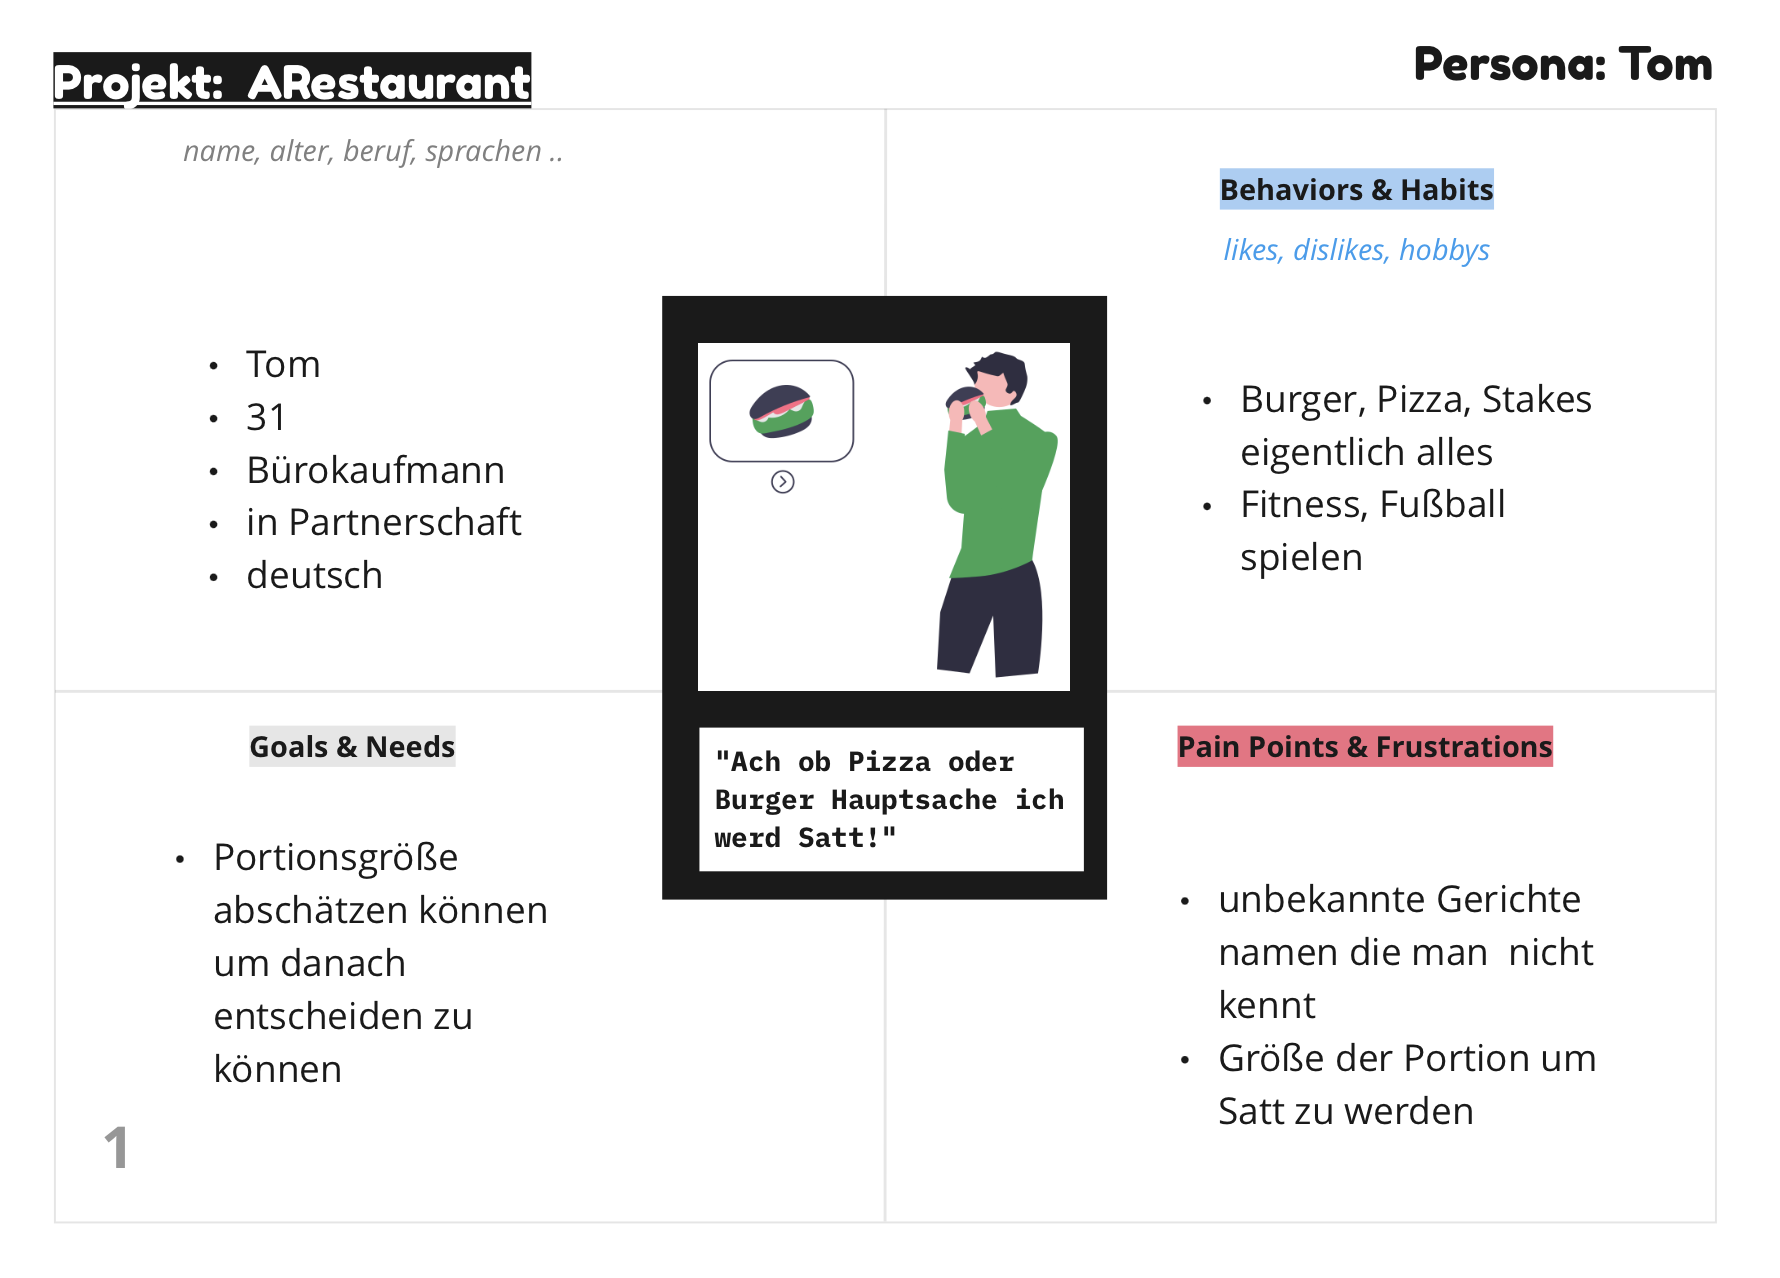 Projekt: ARestaurant
Persona: Tom
name, alter, beruf, sprachen ..
• Tom
• 31
• Bürokaufmann
• in Partnerschaft
• deutsch
Behaviors & Habits
likes, dislikes, hobbys
• Burger, Pizza, Stakes
eigentlich alles
• Fitness, Fußball
spielen
"Ach ob Pizza oder
Burger Hauptsache ich
werd Satt!"
Goals & Needs
• Portionsgröße
abschätzen können
um danach
entscheiden zu
können
1
Pain Points & Frustrations
• unbekannte Gerichte
namen die man  nicht
kennt
• Größe der Portion um
Satt zu werden